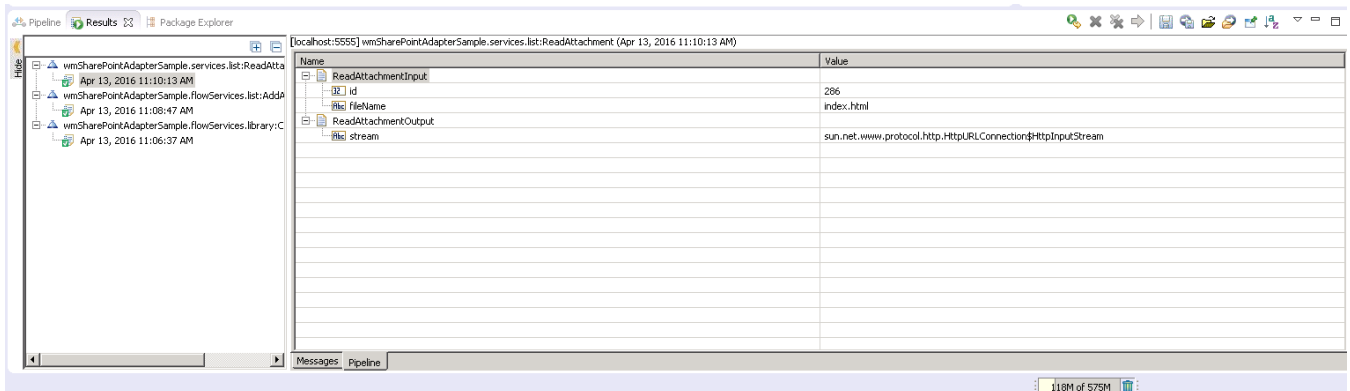 Pipeline Results Package Explorer
Hide
[localhost:5555] wmSharePointAdapterSample.services.list:ReadAttachment (Apr 13, 2016 11:10:13 AM)
wmSharePointAdapterSample.services.list:ReadAtta
Apr 13, 2016 11:10:13 AM
wmSharePointAdapterSample.flowServices.list:AddA
Apr 13, 2016 11:08:47 AM
wmSharePointAdapterSample.flowServices.library:C
Apr 13, 2016 11:06:37 AM
Name Value
ReadAttachmentInput
32 id 286
Abc fileName index.html
ReadAttachmentOutput
Abc stream sun.net.www.protocol.http.HttpURLConnection$HttpInputStream
Messages Pipeline
118M of 575M